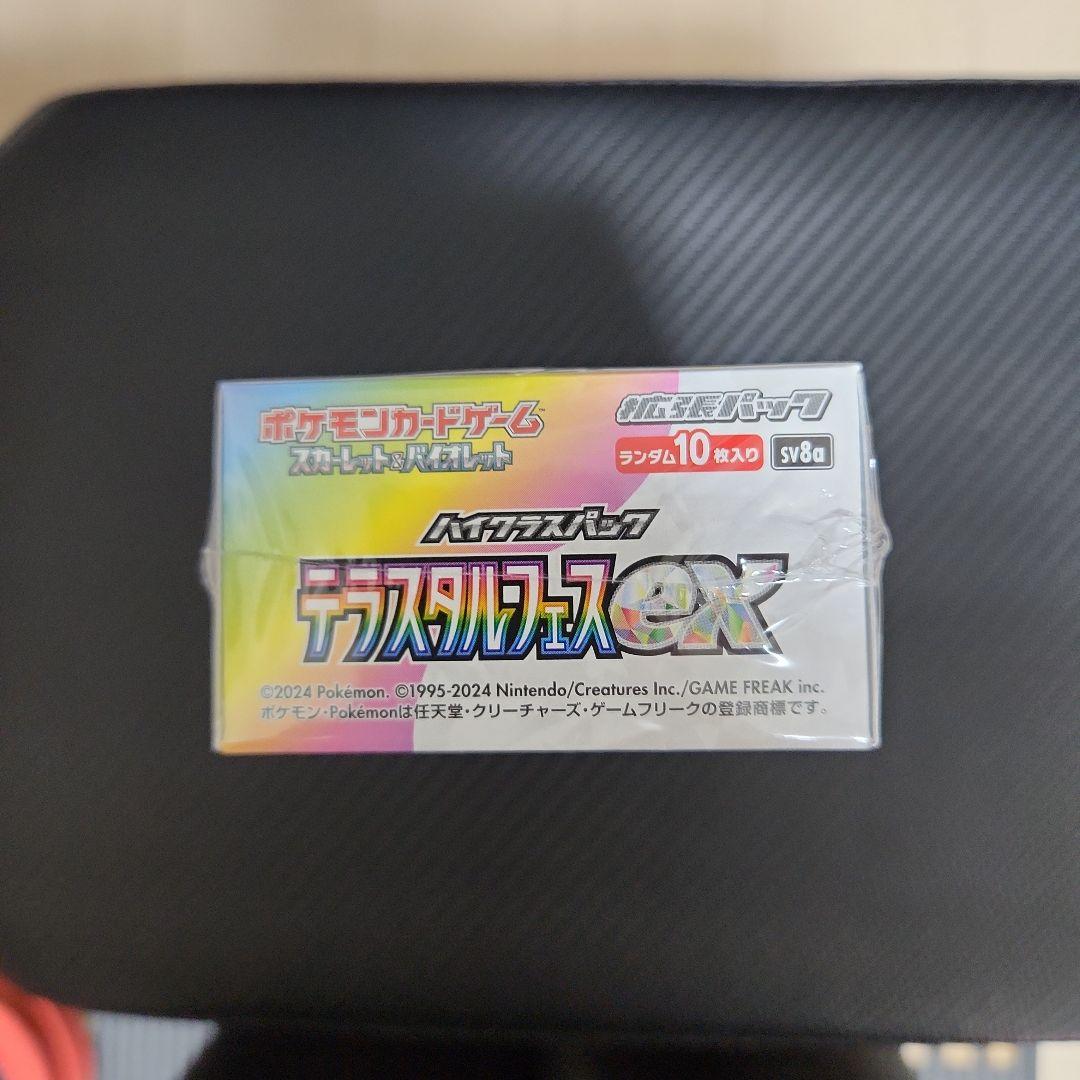 ポケモンカードゲーム™
スカーレット&バイオレット
拡張パック
ランダム10枚入り
sv8a
ハイクラスパック
テラスタルフェスex
©2024 Pokémon. ©1995-2024 Nintendo/Creatures Inc./GAME FREAK inc.
ポケモン・Pokémonは任天堂・クリーチャーズ・ゲームフリークの登録商標です。